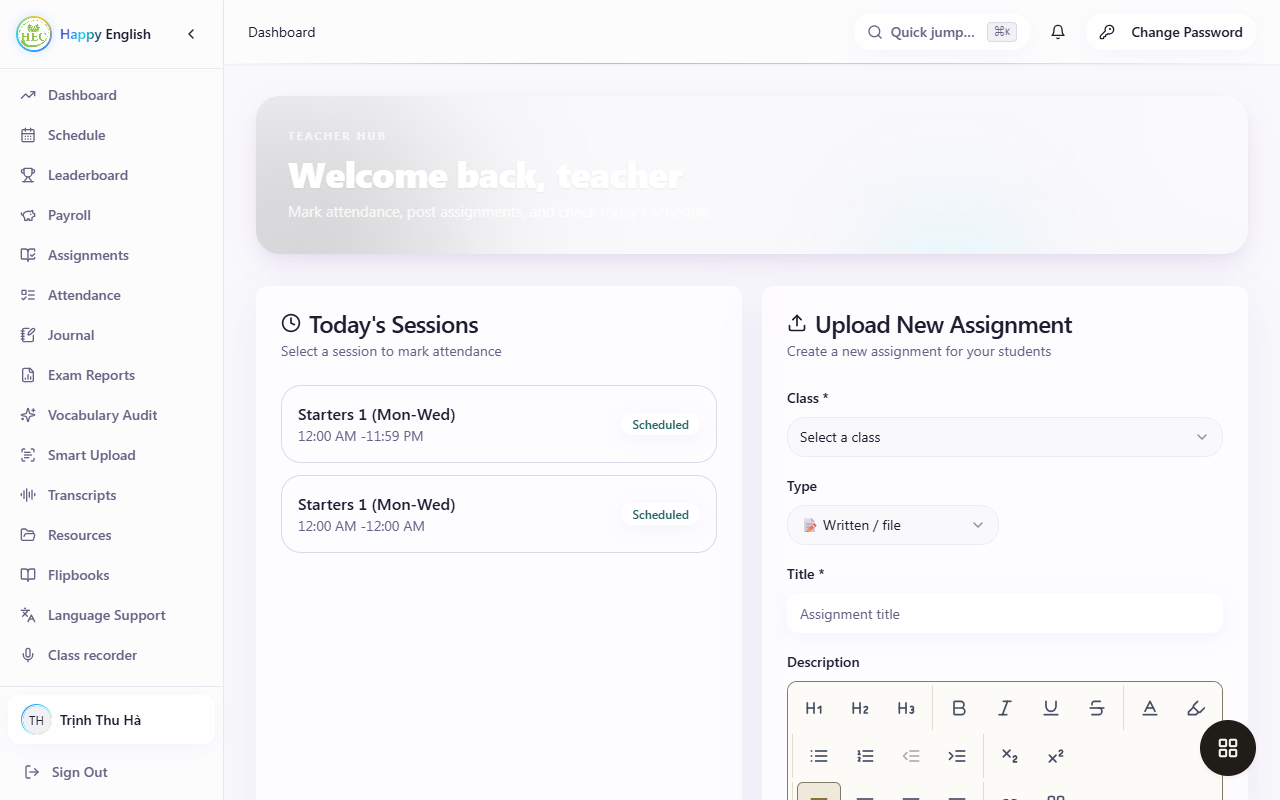 HEC
Happy English
Dashboard
Quick jump...
⌘K
Change Password
Dashboard
Schedule
Leaderboard
Payroll
Assignments
Attendance
Journal
Exam Reports
Vocabulary Audit
Smart Upload
Transcripts
Resources
Flipbooks
Language Support
Class recorder
TH
Trịnh Thu Hà
Sign Out
TEACHER HUB
Welcome back, teacher
Mark attendance, post assignments, and check today's schedule.
Today's Sessions
Select a session to mark attendance
Starters 1 (Mon-Wed)
12:00 AM -11:59 PM
Scheduled
Starters 1 (Mon-Wed)
12:00 AM -12:00 AM
Scheduled
Upload New Assignment
Create a new assignment for your students
Class *
Select a class
Type
Written / file
Title *
Assignment title
Description
H1 H2 H3 B I U S A
X2 X2